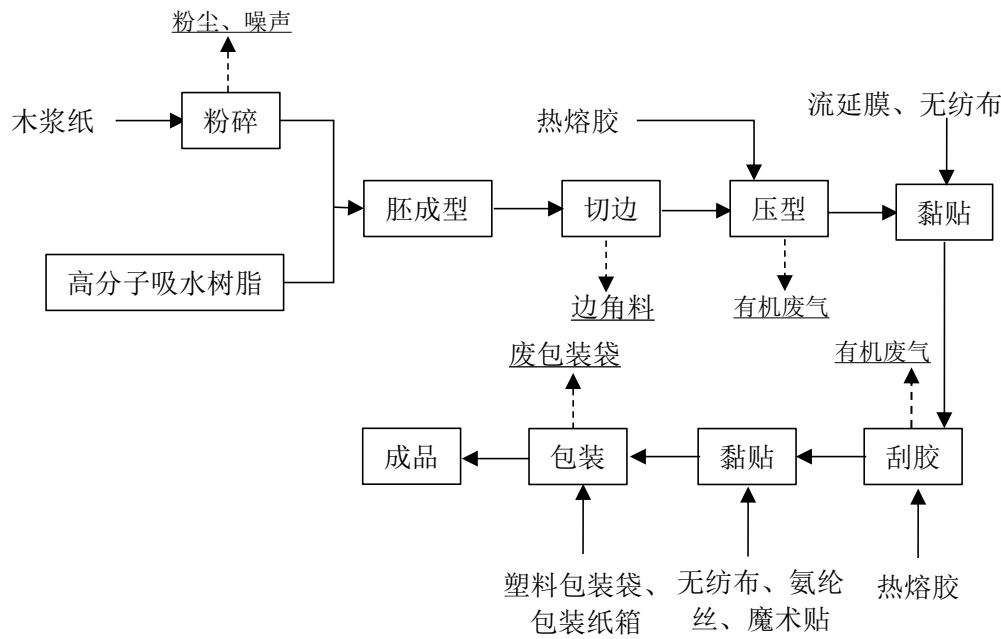 粉尘、噪声
木浆纸
粉碎
热熔胶
流延膜、无纺布
胚成型
切边
压型
黏贴
高分子吸水树脂
边角料
有机废气
废包装袋
有机废气
成品
包装
黏贴
刮胶
塑料包装袋、
包装纸箱
无纺布、氨纶
丝、魔术贴
热熔胶